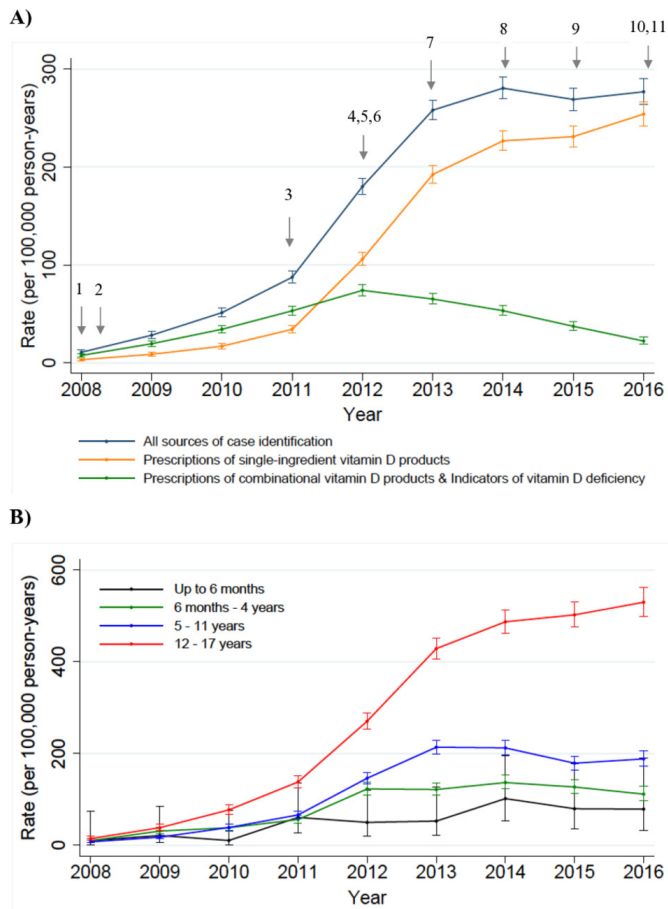 A)
7
8
9
10,11
4,5,6
3
1
2
300
200
100
0
Rate (per 100,000 person-years)
2008 2009 2010 2011 2012 2013 2014 2015 2016
Year
All sources of case identification
Prescriptions of single-ingredient vitamin D products
Prescriptions of combinational vitamin D products & Indicators of vitamin D deficiency
B)
600
400
200
0
Rate (per 100,000 person-years)
Up to 6 months
6 months - 4 years
5 - 11 years
12 - 17 years
2008 2009 2010 2011 2012 2013 2014 2015 2016
Year